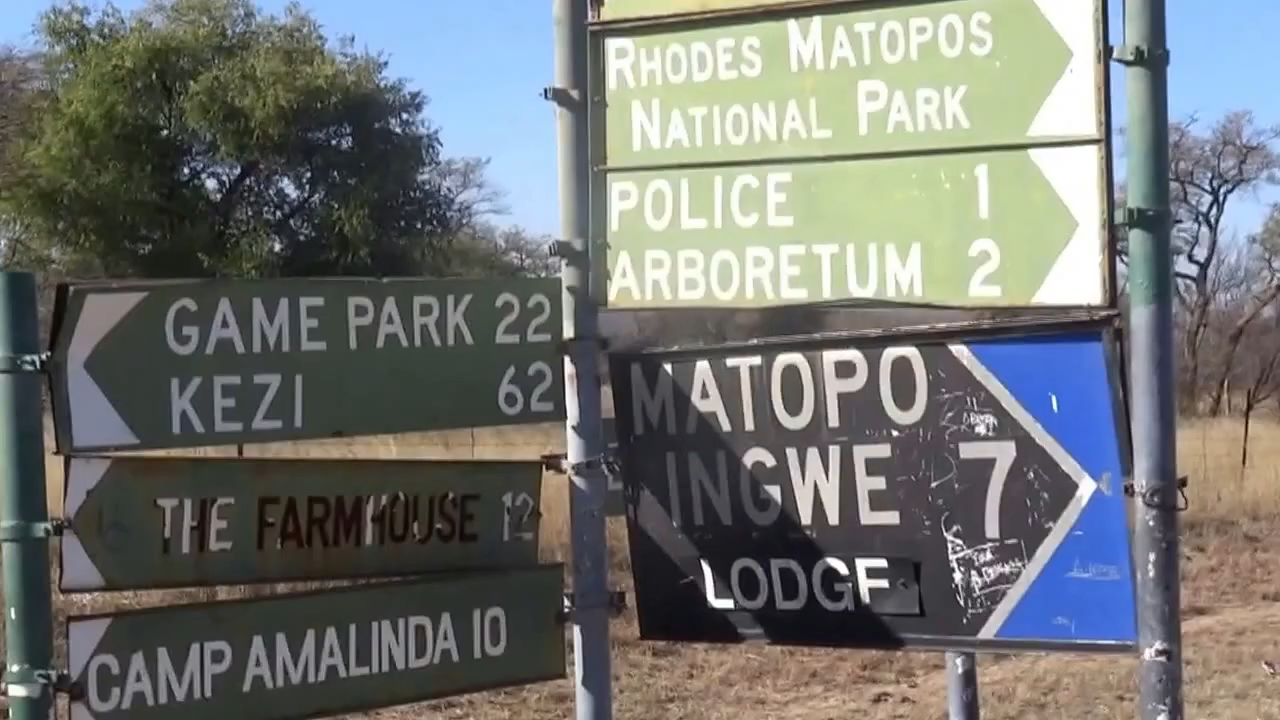 RHODES MATOPOS
NATIONAL PARK
POLICE 1
ARBORETUM 2
GAME PARK 22
KEZI 62
THE FARMHOUSE 12
CAMP AMALINDA 10
MATOPO
INGWE 7
LODGE